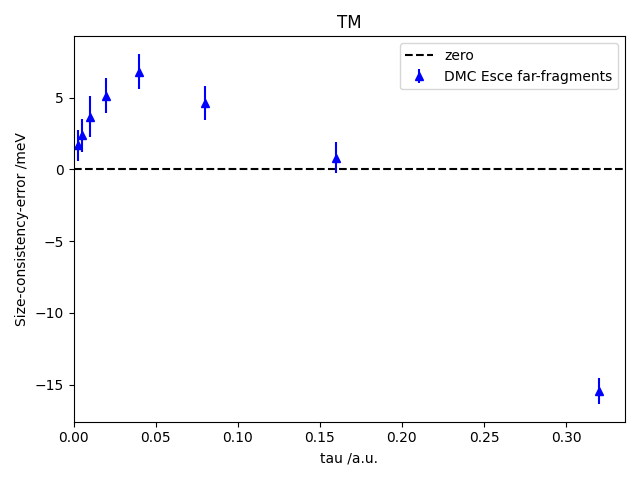 TM
zero
DMC Esce far-fragments
Size-consistency-error /meV
5
0
−5
−10
−15
0.00 0.05 0.10 0.15 0.20 0.25 0.30
tau /a.u.